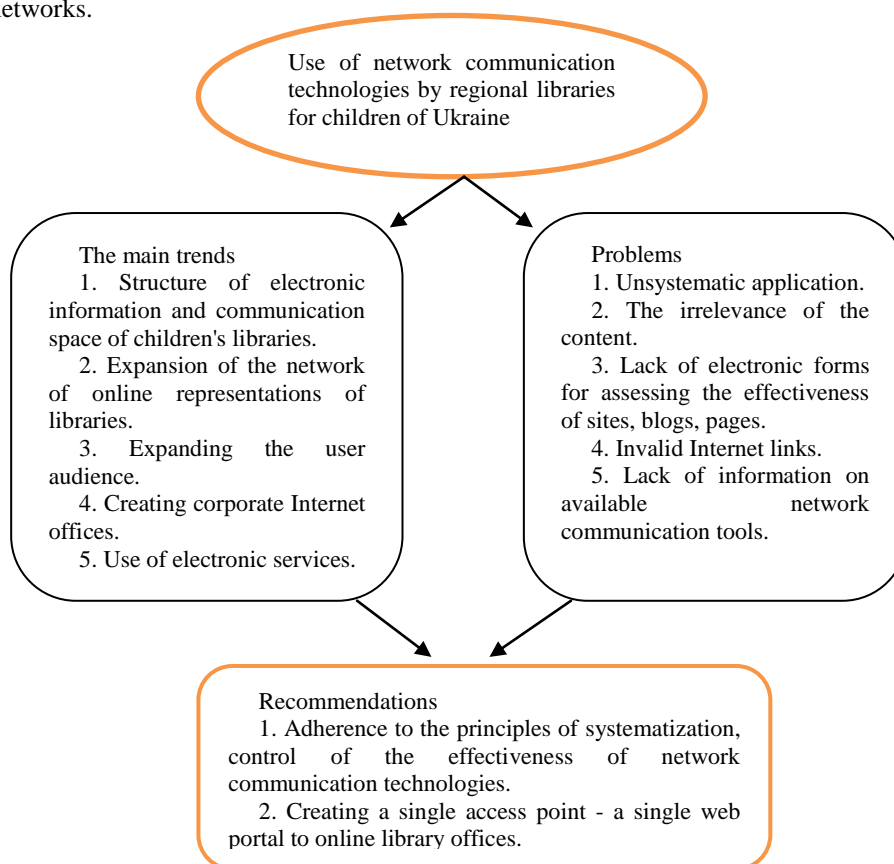 networks.
Use of network communication
technologies by regional libraries
for children of Ukraine
The main trends
1. Structure of electronic
information and communication
space of children's libraries.
2. Expansion of the network
of online representations of
libraries.
3. Expanding the user
audience.
4. Creating corporate Internet
offices.
5. Use of electronic services.
Problems
1. Unsystematic application.
2. The irrelevance of the
content.
3. Lack of electronic forms
for assessing the effectiveness
of sites, blogs, pages.
4. Invalid Internet links.
5. Lack of information on
available network
communication tools.
Recommendations
1. Adherence to the principles of systematization,
control of the effectiveness of network
communication technologies.
2. Creating a single access point - a single web
portal to online library offices.